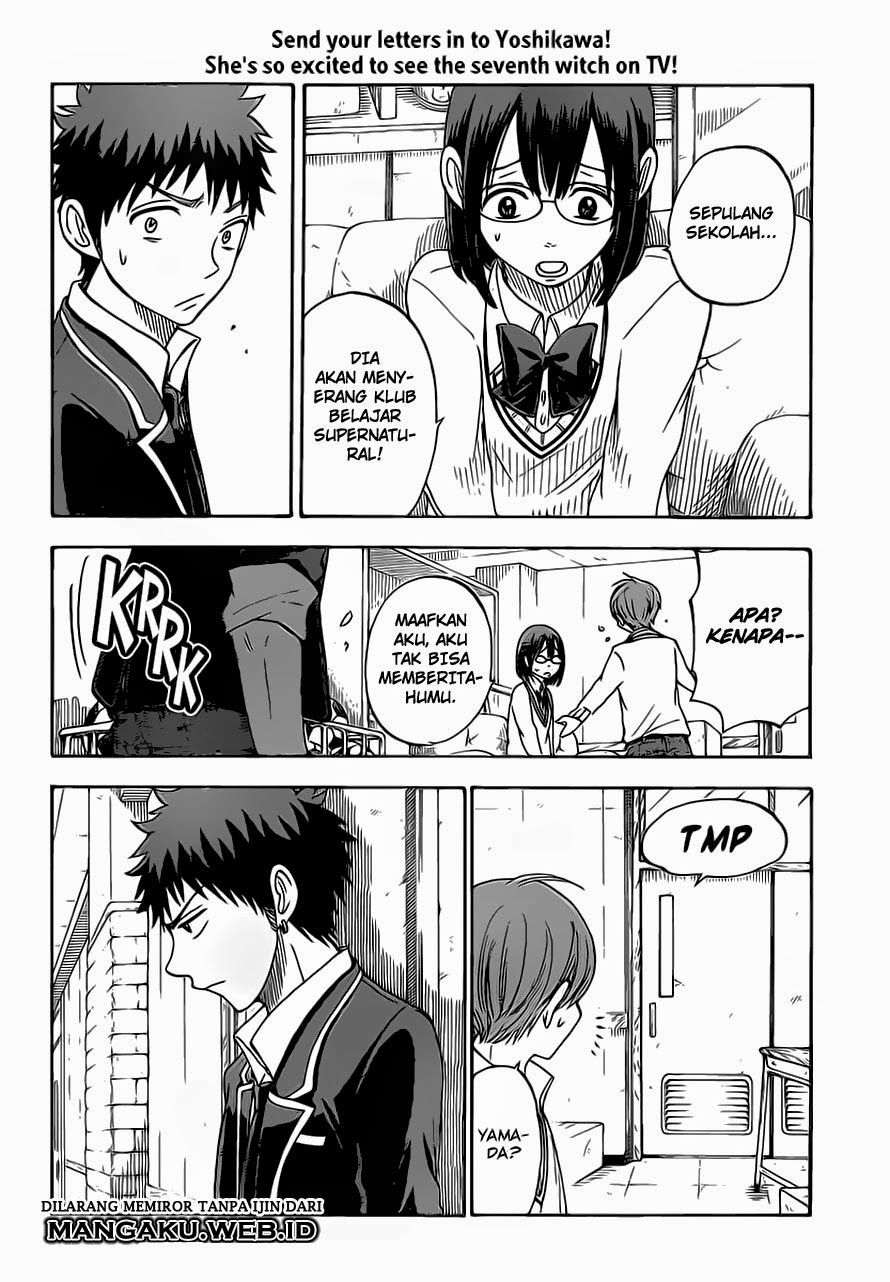 Send your letters in to Yoshikawa!
She's so excited to see the seventh witch on TV!
SEPULANG
SEKOLAH...
DIA
AKAN MENY-
ERANG KLUB
BELAJAR
SUPERNATU-
RAL!
APA?
KENAPA--
MAAFKAN
AKU, AKU
TAK BISA
MEMBERITA-
HUMU.
KRRK
TMP
YAMA-
DA?
DILARANG MEMIROR TANPA IJIN DARI
MANGAKU.WEB.ID